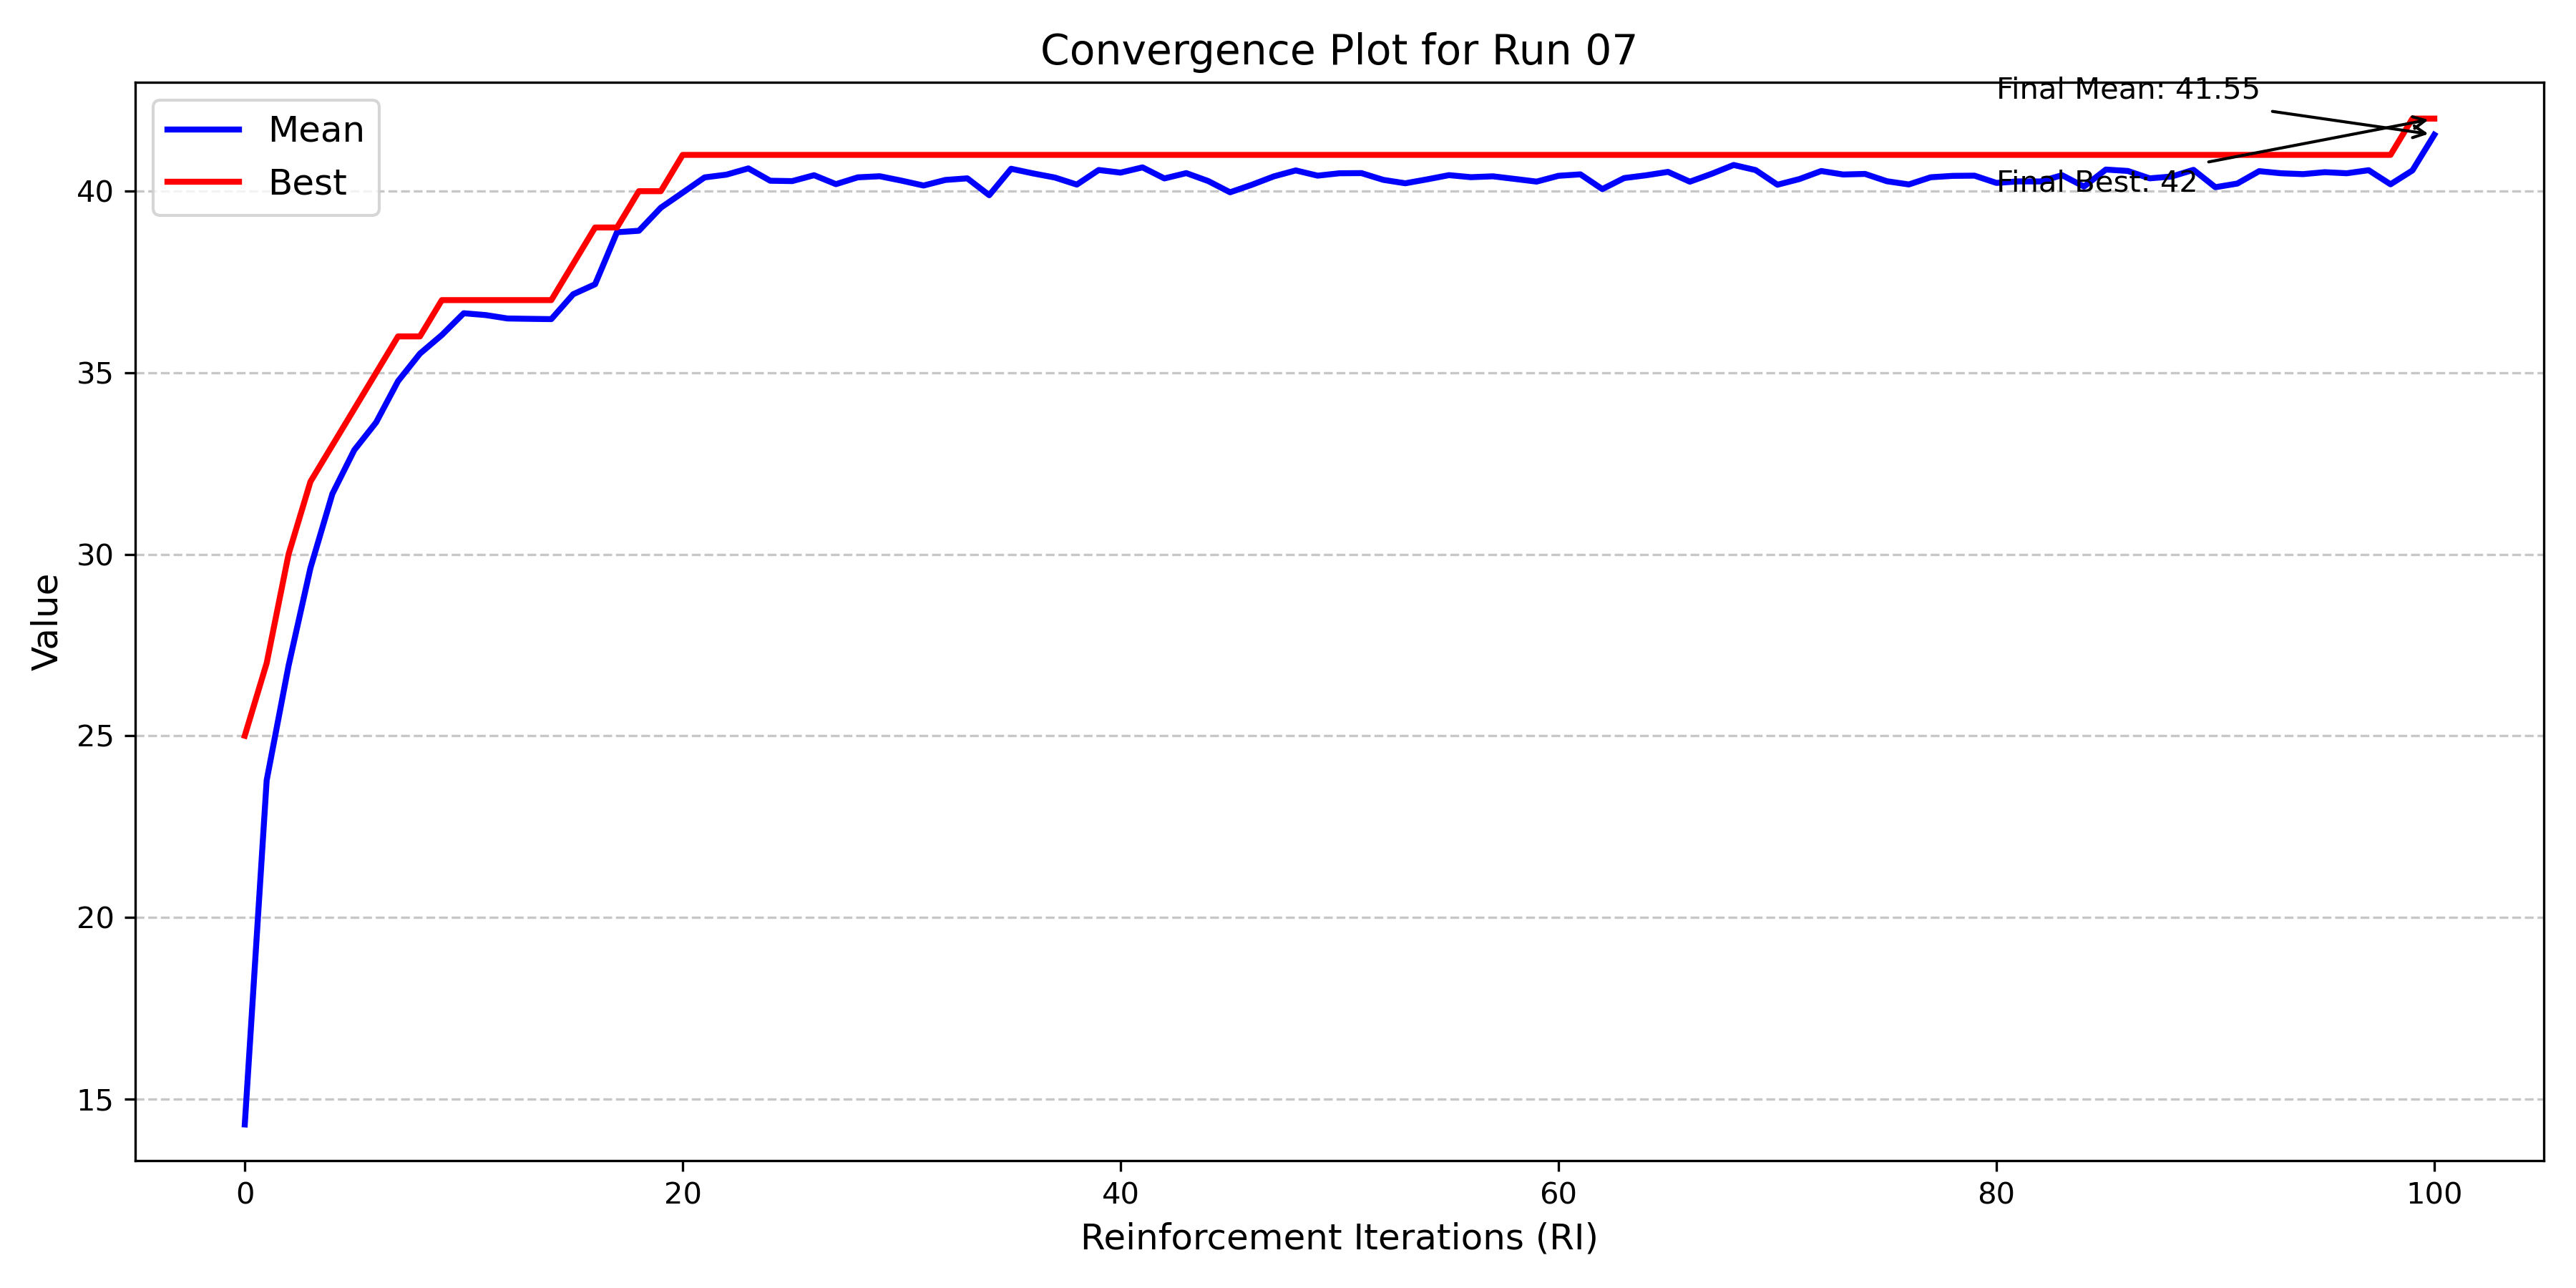 Convergence Plot for Run 07
Final Mean: 41.55
Mean
Best
Final Best: 42
40
35
30
25
20
15
Value
0 20 40 60 80 100
Reinforcement Iterations (RI)